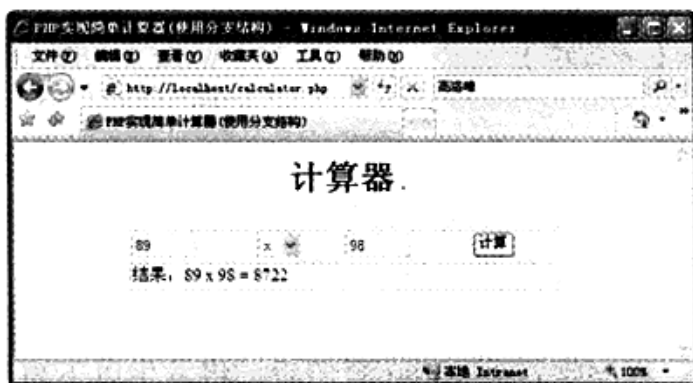 PHP实现简单计算器(使用分支结构) - Windows Internet Explorer
文件(F) 编辑(E) 查看(V) 收藏夹(A) 工具(T) 帮助(H)
http://localhost/calculator.php
PHP实现简单计算器(使用分支结构)
计算器
89 x 98 计算
结果: 89 x 98 = 8722
本地 Intranet 100%